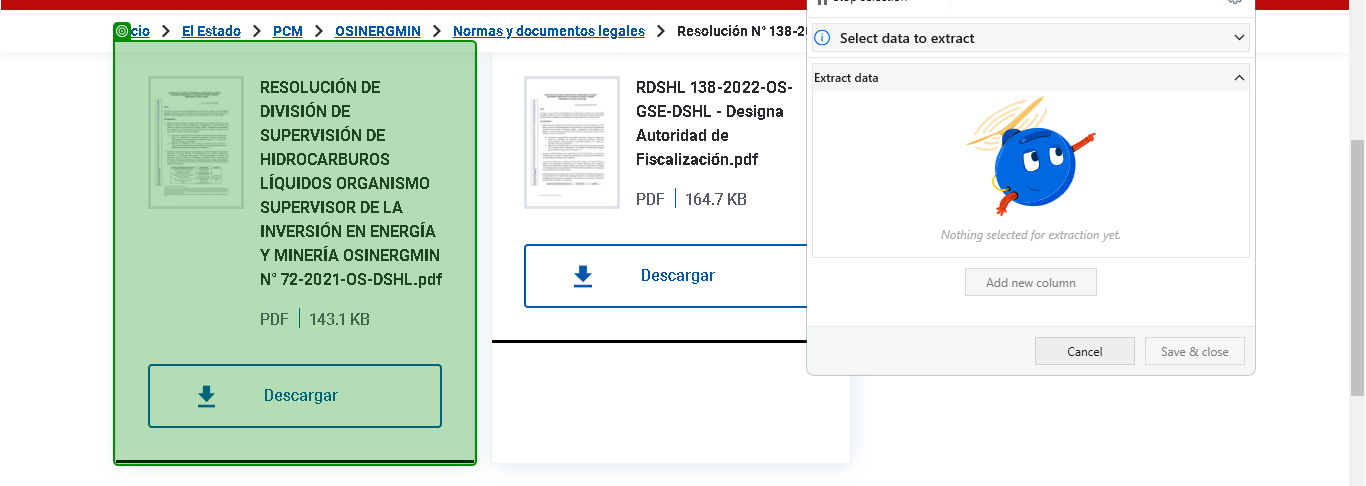 cio > El Estado > PCM > OSINERGMIN > Normas y documentos legales > Resolución N° 138-2
RESOLUCIÓN DE
DIVISIÓN DE
SUPERVISIÓN DE
HIDROCARBUROS
LÍQUIDOS ORGANISMO
SUPERVISOR DE LA
INVERSIÓN EN ENERGÍA
Y MINERÍA OSINERGMIN
N° 72-2021-OS-DSHL.pdf
PDF | 143.1 KB
Descargar
RDSHL 138-2022-OS-
GSE-DSHL - Designa
Autoridad de
Fiscalización.pdf
PDF | 164.7 KB
Descargar
Stop selection
Select data to extract
Extract data
Nothing selected for extraction yet.
Add new column
Cancel
Save & close